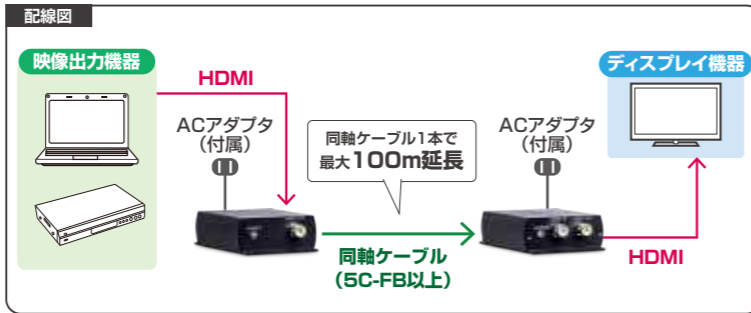 配線図
映像出力機器
HDMI
ディスプレイ機器
ACアダプタ
(付属)
同軸ケーブル1本で
最大100m延長
ACアダプタ
(付属)
同軸ケーブル
(5C-FB以上)
HDMI